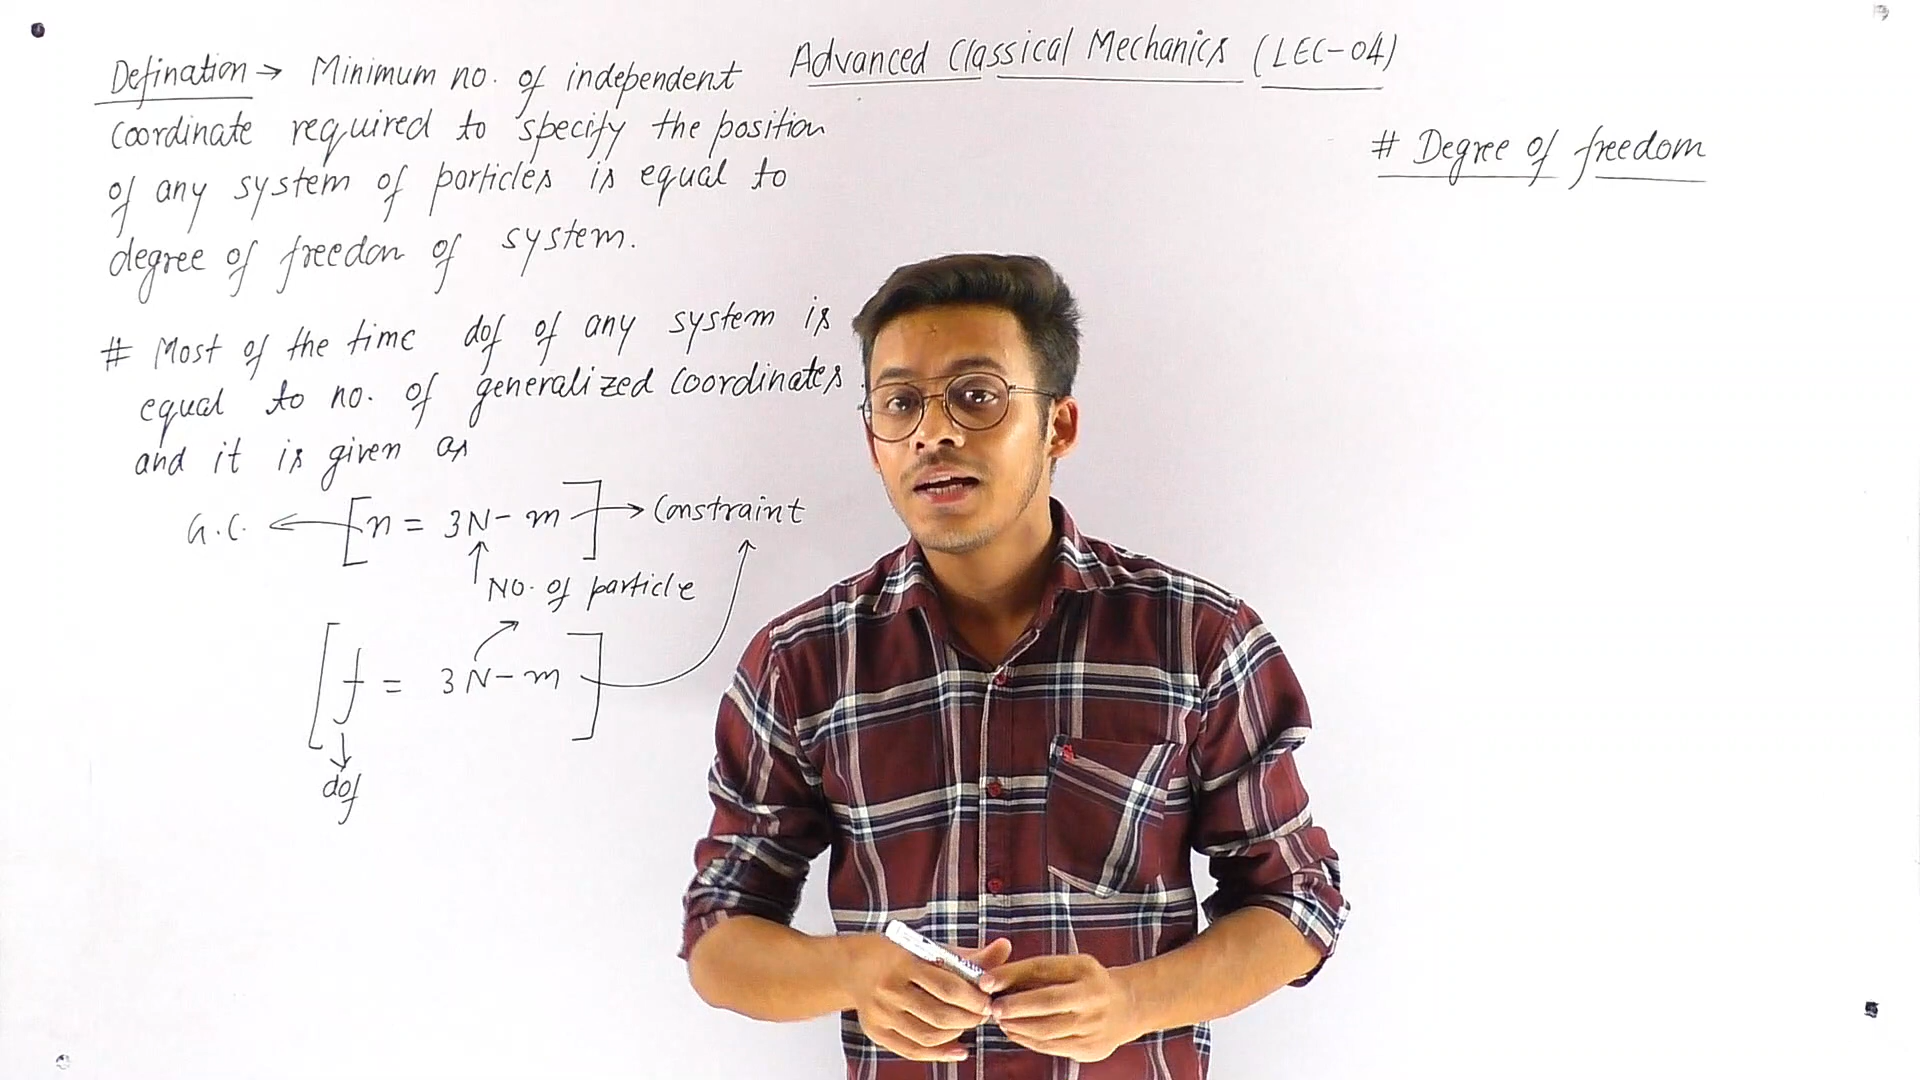 Advanced Classical Mechanics (LEC-04)
# Degree of freedom
Defination → Minimum no. of independent
coordinate required to specify the position
of any system of particles is equal to
degree of freedon of system.
# Most of the time dof of any system is
equal to no. of generalized coordinates.
and it is given as
G.C. ← [n = 3N - m] → Constraint
↑ No. of particle
[f = 3N - m]
↓
dof